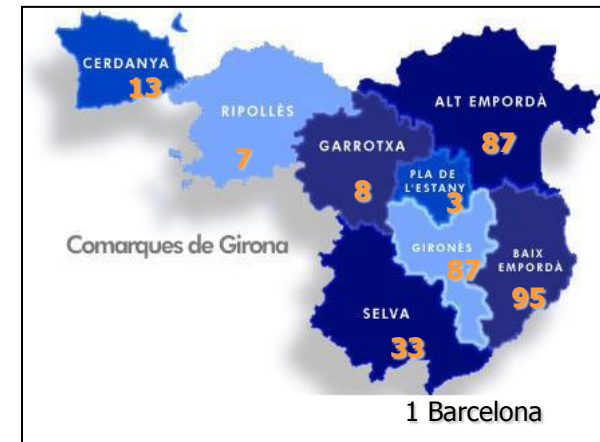 CERDANYA
13
RIPOLLÈS
7
ALT EMPORDÀ
87
GARROTXA
8
PLA DE
L'ESTANY
3
Comarques de Girona
GIRONÈS
87
BAIX
EMPORDÀ
95
SELVA
33
1 Barcelona